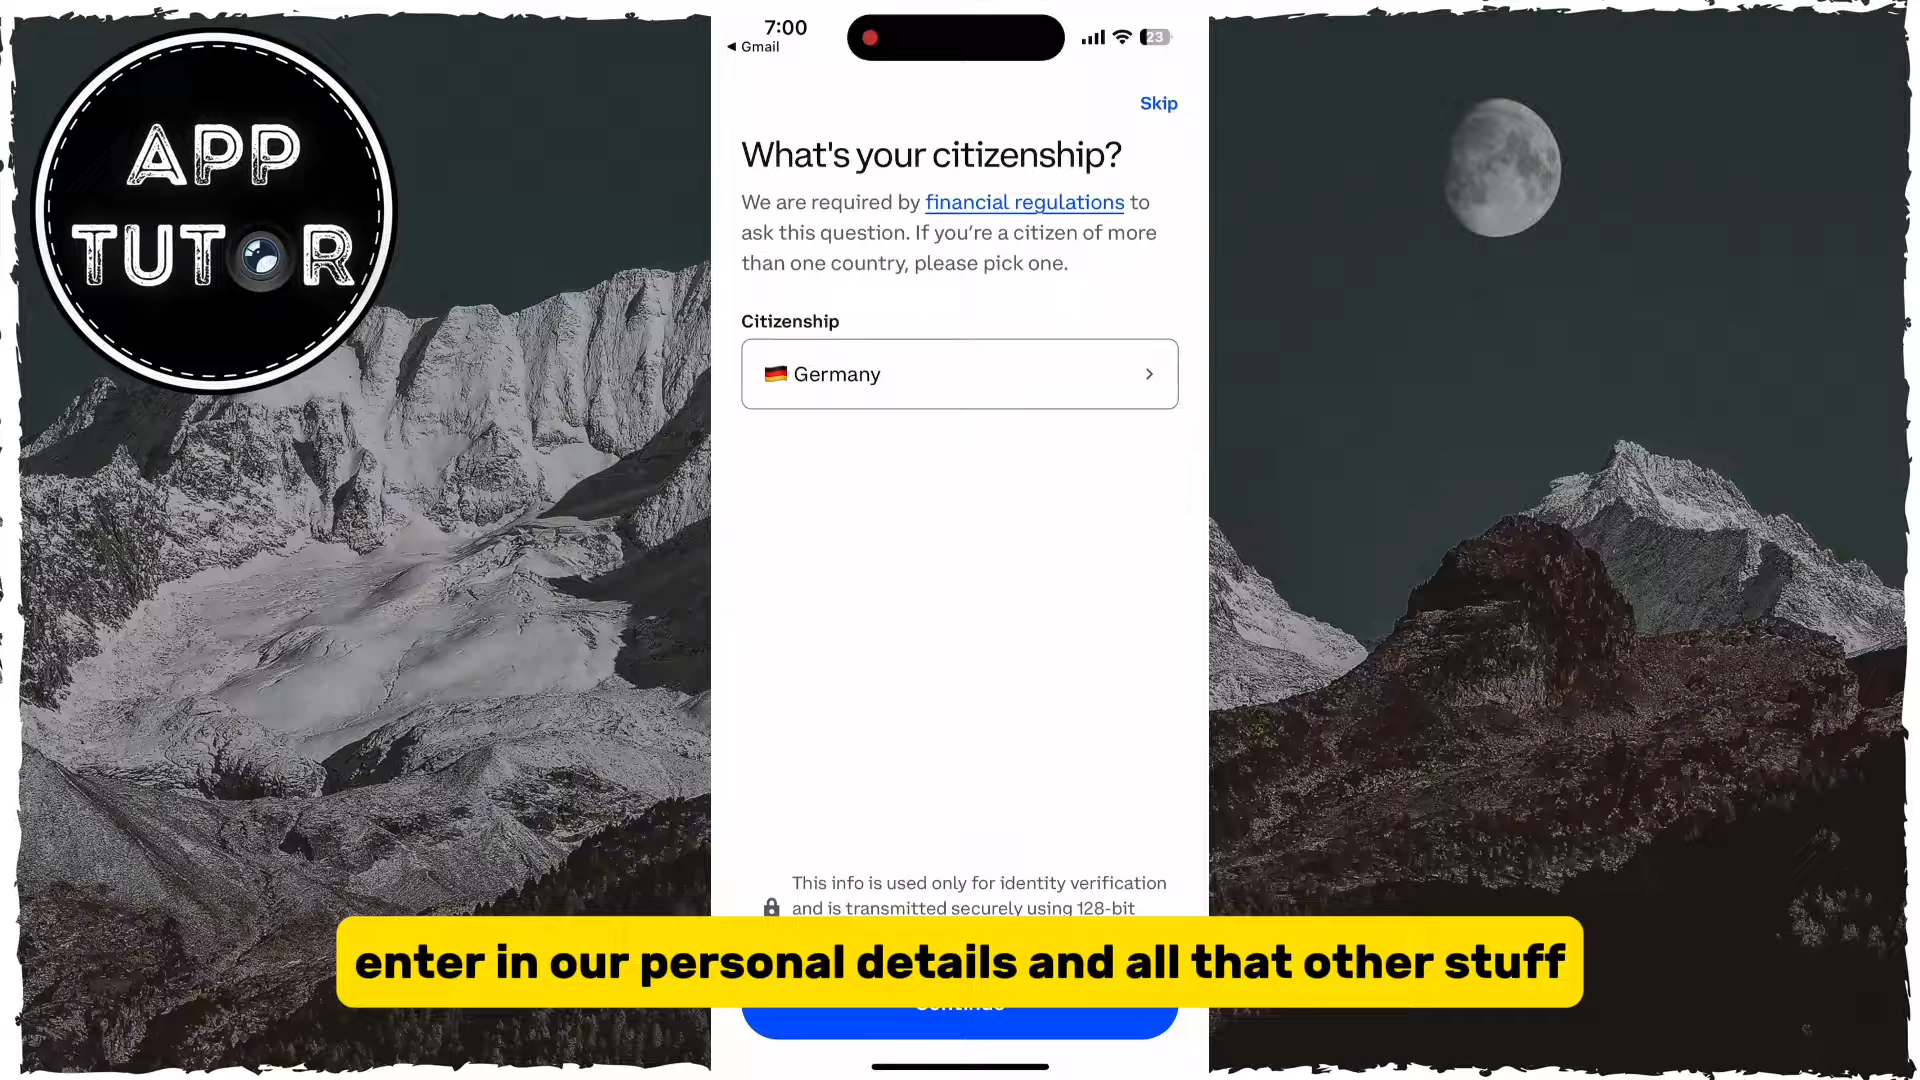 APP
TUTOR
7:00
Gmail
23
Skip
What's your citizenship?
We are required by financial regulations to
ask this question. If you’re a citizen of more
than one country, please pick one.
Citizenship
Germany
This info is used only for identity verification
and is transmitted securely using 128-bit
enter in our personal details and all that other stuff
Continue